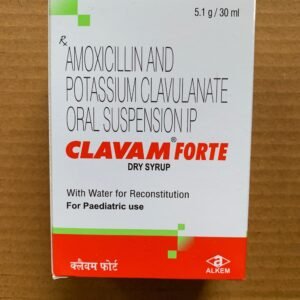 5.1 g / 30 ml
Rx
AMOXICILLIN AND
POTASSIUM CLAVULANATE
ORAL SUSPENSION IP
CLAVAM® FORTE
DRY SYRUP
With Water for Reconstitution
For Paediatric use
क्लैवम फोर्ट
a
ALKEM